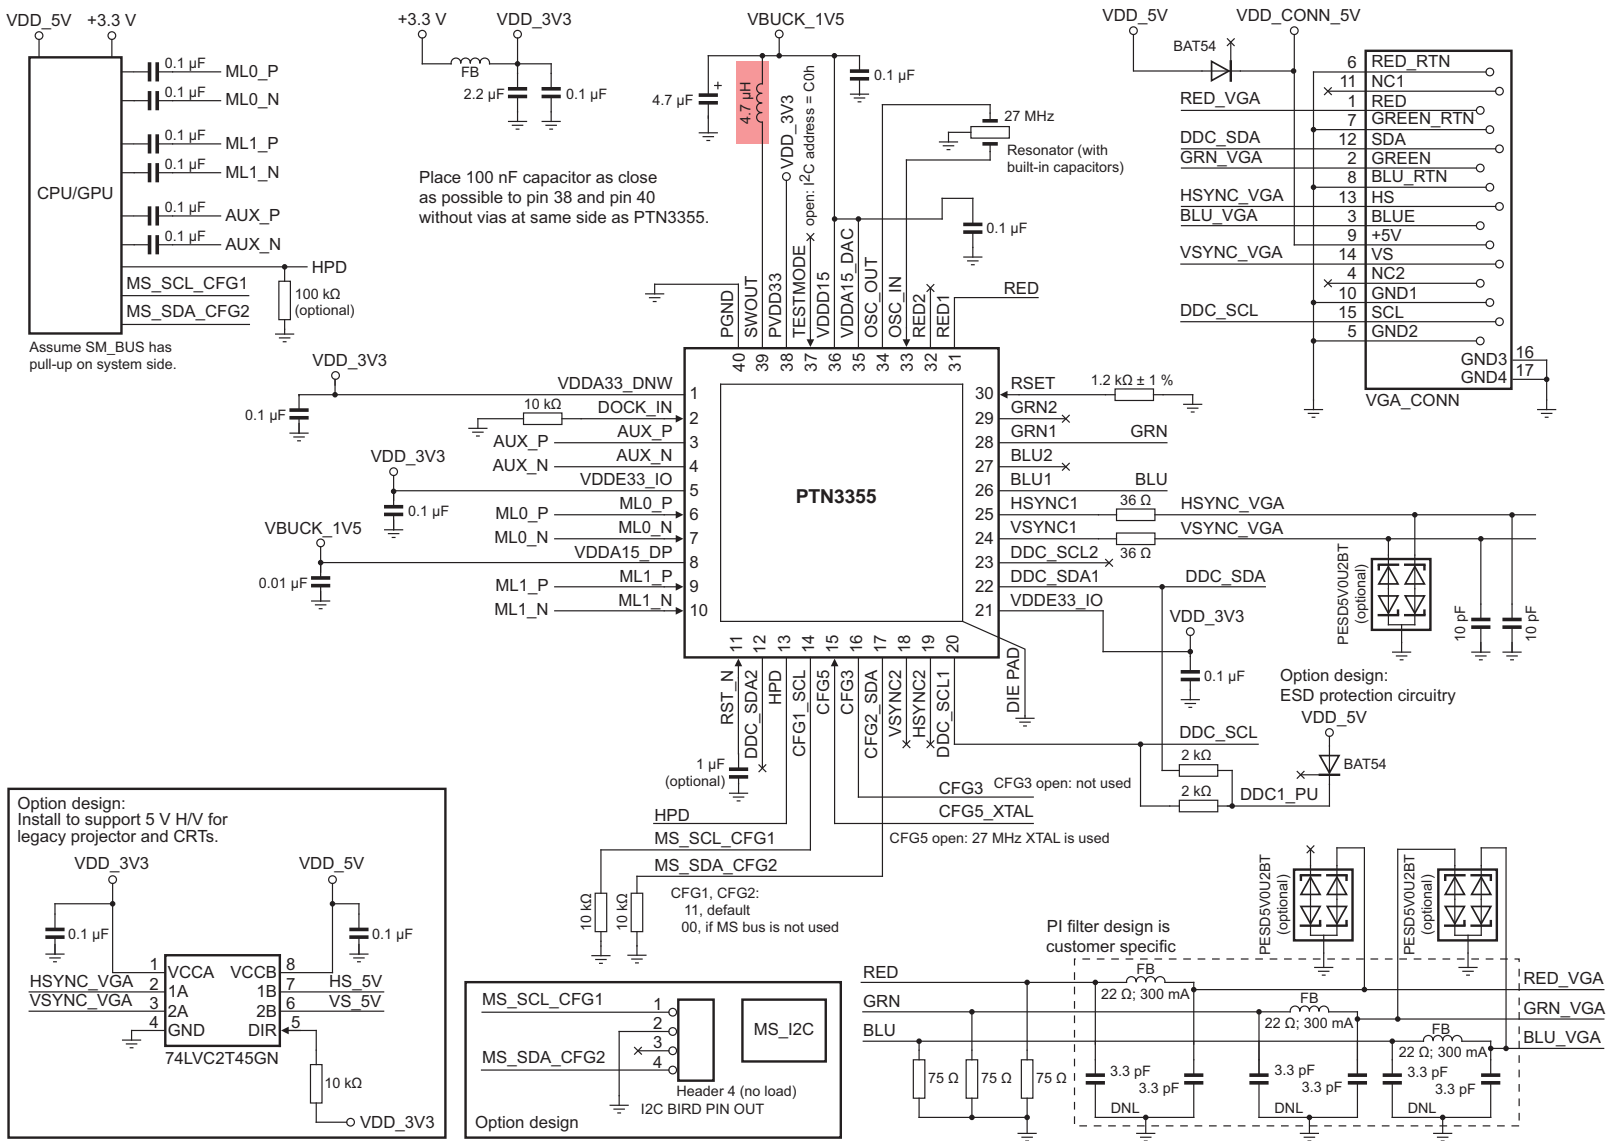 VDD_5V
+3.3 V
0.1 µF
ML0_P
0.1 µF
ML0_N
0.1 µF
ML1_P
0.1 µF
ML1_N
0.1 µF
AUX_P
0.1 µF
AUX_N
CPU/GPU
HPD
MS_SCL_CFG1
MS_SDA_CFG2
100 kΩ
(optional)
Assume SM_BUS has
pull-up on system side.
+3.3 V
VDD_3V3
FB
2.2 µF
0.1 µF
Place 100 nF capacitor as close
as possible to pin 38 and pin 40
without vias at same side as PTN3355.
VBUCK_1V5
4.7 µF
+
4.7 µH
VDD_3V3
open: I2C address = C0h
0.1 µF
27 MHz
Resonator (with
built-in capacitors)
0.1 µF
VDD_5V
VDD_CONN_5V
BAT54
6 RED_RTN
11 NC1
RED_VGA
1 RED
7 GREEN_RTN
DDC_SDA
12 SDA
GRN_VGA
2 GREEN
8 BLU_RTN
HSYNC_VGA
13 HS
BLU_VGA
3 BLUE
9 +5V
VSYNC_VGA
14 VS
4 NC2
10 GND1
DDC_SCL
15 SCL
5 GND2
GND3 16
GND4 17
VGA_CONN
PGND
SWOUT
PVDD33
TESTMODE
VDDD15
VDDA15_DAC
OSC_OUT
OSC_IN
RED2
RED1
RED
40
39
38
37
36
35
34
33
32
31
VDD_3V3
0.1 µF
VDDA33_DNW 1
10 kΩ
DOCK_IN 2
AUX_P
AUX_P 3
AUX_N
AUX_N 4
VDD_3V3
VDDE33_IO 5
0.1 µF
ML0_P
ML0_P 6
ML0_N
ML0_N 7
VBUCK_1V5
VDDA15_DP 8
0.01 µF
ML1_P
ML1_P 9
ML1_N
ML1_N 10
PTN3355
30 RSET
1.2 kΩ ± 1 %
29 GRN2
28 GRN1
GRN
27 BLU2
26 BLU1
BLU
25 HSYNC1
36 Ω
HSYNC_VGA
24 VSYNC1
36 Ω
VSYNC_VGA
23 DDC_SCL2
22 DDC_SDA1
DDC_SDA
21 VDDE33_IO
VDD_3V3
0.1 µF
PESD5V0U2BT
(optional)
10 pF
10 pF
Option design:
ESD protection circuitry
11
12
13
14
15
16
17
18
19
20
RST_N
DDC_SDA2
HPD
CFG1_SCL
CFG5
CFG3
CFG2_SDA
VSYNC2
HSYNC2
DDC_SCL1
DIE PAD
1 µF
(optional)
DDC_SCL
VDD_5V
BAT54
2 kΩ
2 kΩ
DDC1_PU
CFG3
CFG3 open: not used
CFG5_XTAL
CFG5 open: 27 MHz XTAL is used
HPD
MS_SCL_CFG1
MS_SDA_CFG2
10 kΩ
10 kΩ
CFG1, CFG2:
11, default
00, if MS bus is not used
Option design:
Install to support 5 V H/V for
legacy projector and CRTs.
VDD_3V3
VDD_5V
0.1 µF
0.1 µF
1 VCCA
VCCB 8
HSYNC_VGA 2 1A
1B 7 HS_5V
VSYNC_VGA 3 2A
2B 6 VS_5V
4 GND
DIR 5
74LVC2T45GN
10 kΩ
VDD_3V3
MS_SCL_CFG1
1
2
3
MS_SDA_CFG2
4
MS_I2C
Header 4 (no load)
I2C BIRD PIN OUT
Option design
PESD5V0U2BT
(optional)
PESD5V0U2BT
(optional)
PI filter design is
customer specific
RED
FB
22 Ω; 300 mA
RED_VGA
GRN
FB
22 Ω; 300 mA
GRN_VGA
BLU
FB
22 Ω; 300 mA
BLU_VGA
75 Ω
75 Ω
75 Ω
3.3 pF
3.3 pF
3.3 pF
3.3 pF
3.3 pF
3.3 pF
DNL
DNL
DNL